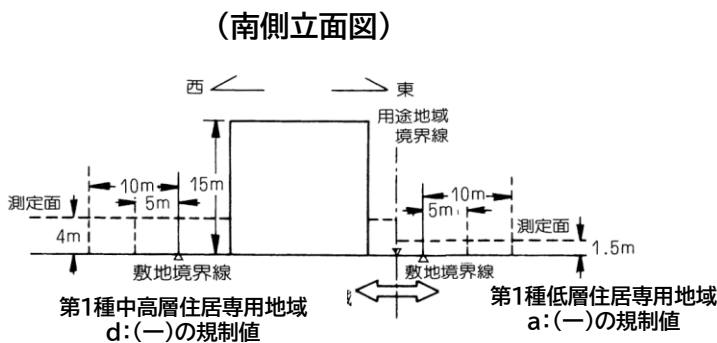 （南側立面図）
西
東
用途地域
境界線
10m
15m
10m
測定面
5m
5m
測定面
4m
1.5m
敷地境界線
敷地境界線
第1種中高層住居専用地域
d:(一)の規制値
第1種低層住居専用地域
a:(一)の規制値